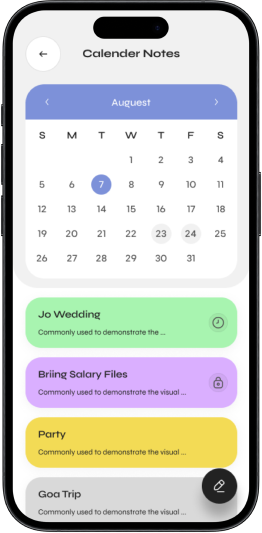 Calender Notes
Auguest
S M T W T F S
1 2 3 4
5 6 7 8 9 10 11
12 13 14 15 16 17 18
19 20 21 22 23 24 25
26 27 28 29 30 31
Jo Wedding
Commonly used to demonstrate the ...
Briing Salary Files
Commonly used to demonstrate the visual ...
Party
Commonly used to demonstrate the visual ...
Goa Trip
Commonly used to demonstrate the visual ...